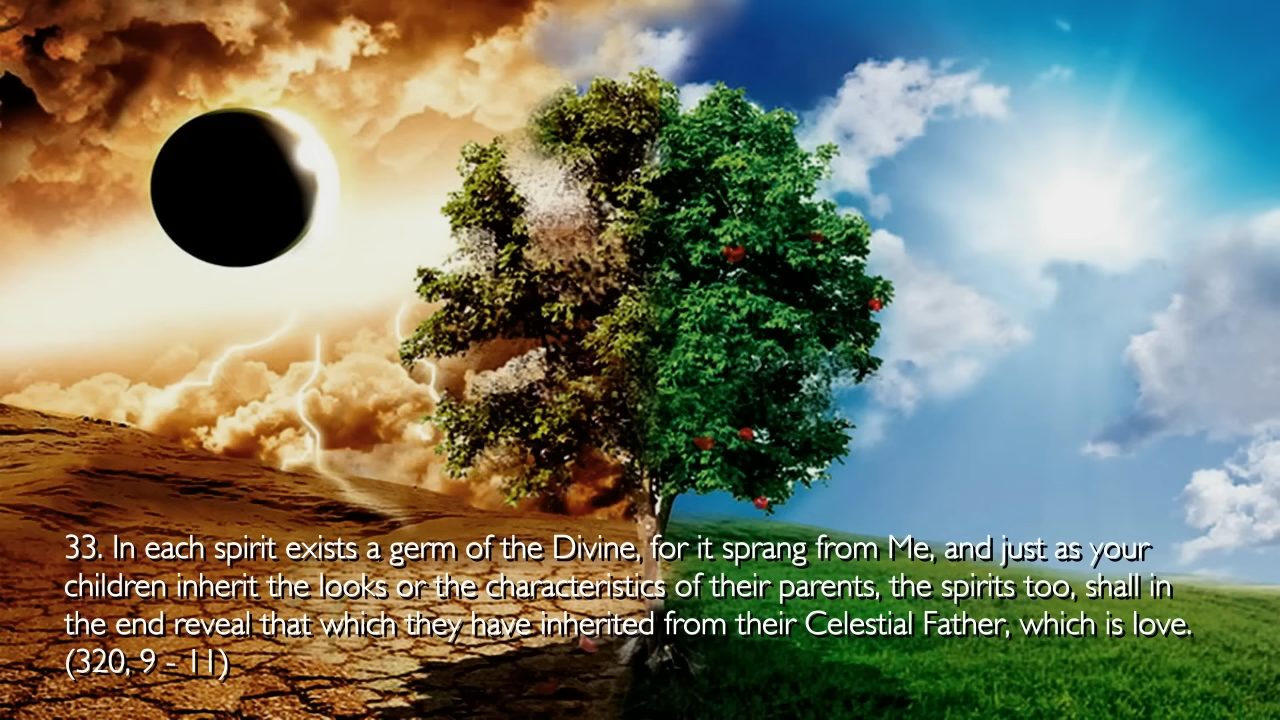 33. In each spirit exists a germ of the Divine, for it sprang from Me, and just as your
children inherit the looks or the characteristics of their parents, the spirits too, shall in
the end reveal that which they have inherited from their Celestial Father, which is love.
(320, 9 - 11)